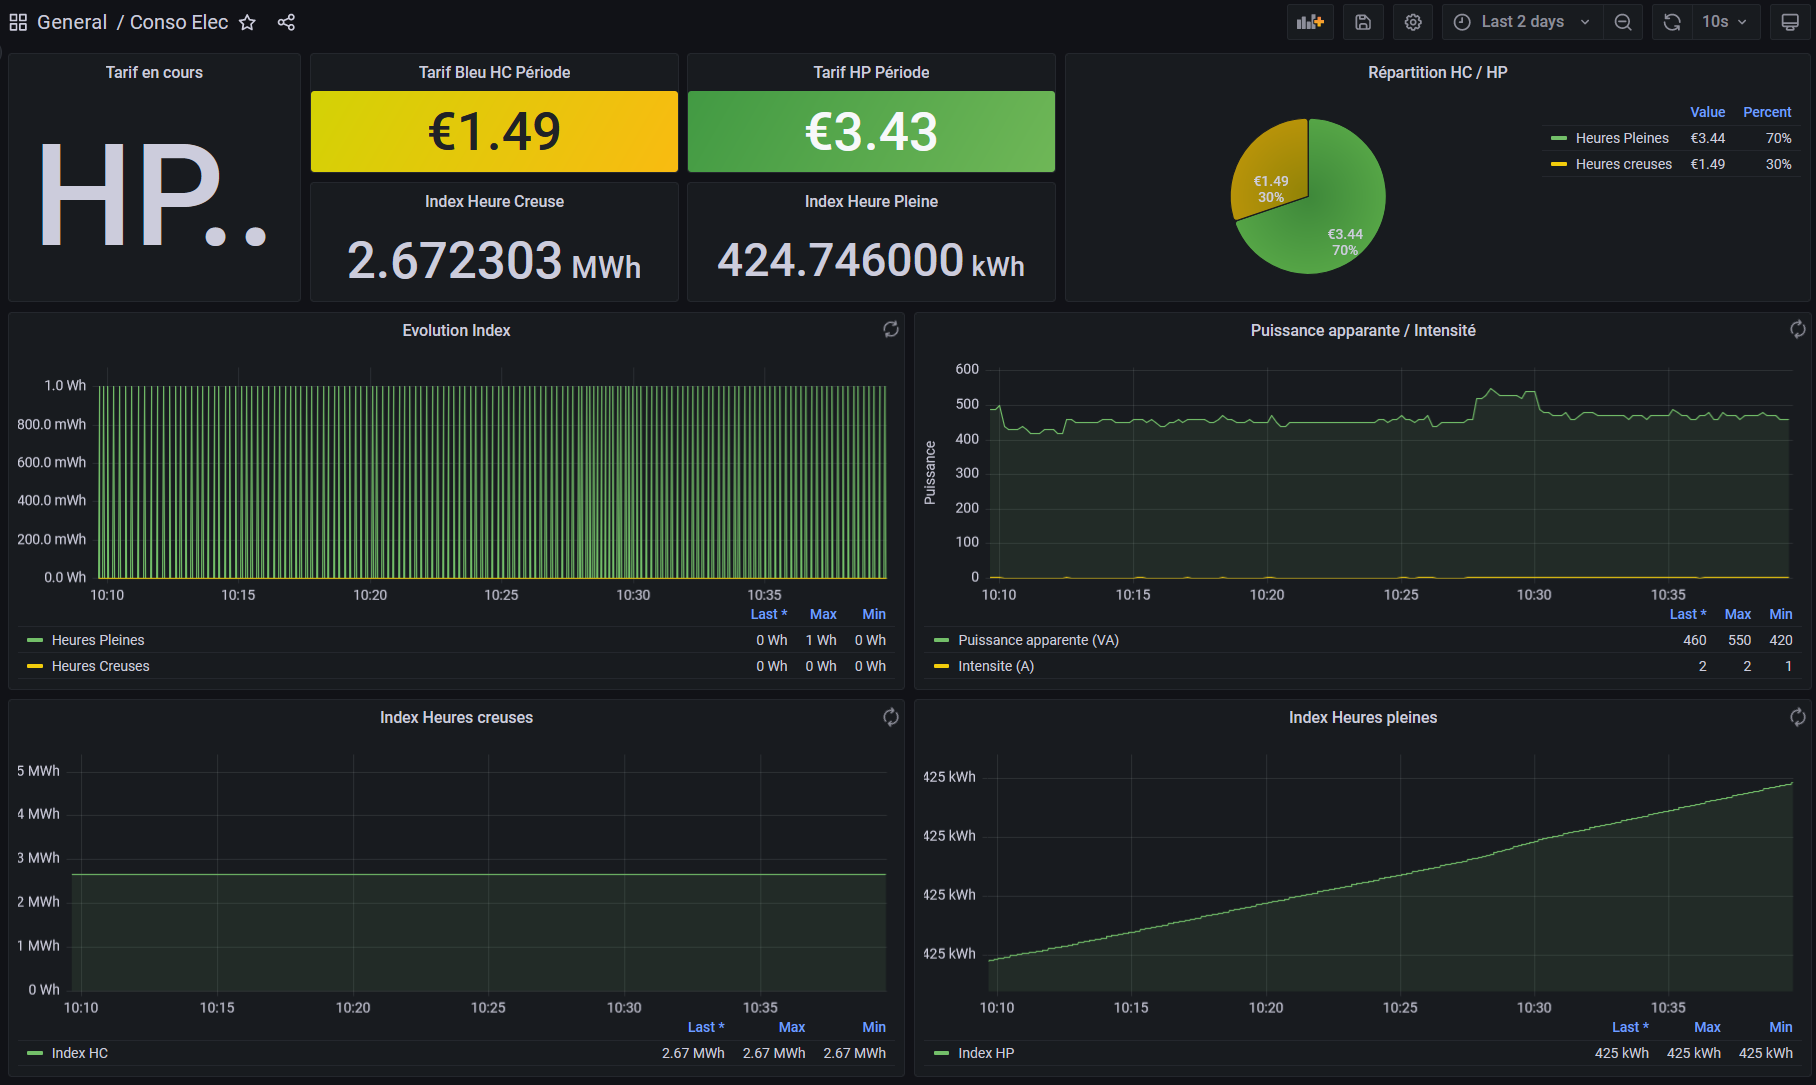 General / Conso Elec
Last 2 days
10s
Tarif en cours
HP..
Tarif Bleu HC Période
€1.49
Tarif HP Période
€3.43
Index Heure Creuse
2.672303 MWh
Index Heure Pleine
424.746000 kWh
Répartition HC / HP
€1.49
30%
€3.44
70%
Value Percent
Heures Pleines €3.44 70%
Heures creuses €1.49 30%
Evolution Index
1.0 Wh
800.0 mWh
600.0 mWh
400.0 mWh
200.0 mWh
0.0 Wh
10:10 10:15 10:20 10:25 10:30 10:35
Last * Max Min
Heures Pleines 0 Wh 1 Wh 0 Wh
Heures Creuses 0 Wh 0 Wh 0 Wh
Puissance apparante / Intensité
Puissance
600
500
400
300
200
100
0
10:10 10:15 10:20 10:25 10:30 10:35
Last * Max Min
Puissance apparente (VA) 460 550 420
Intensite (A) 2 2 1
Index Heures creuses
5 MWh
4 MWh
3 MWh
2 MWh
1 MWh
0 Wh
10:10 10:15 10:20 10:25 10:30 10:35
Last * Max Min
Index HC 2.67 MWh 2.67 MWh 2.67 MWh
Index Heures pleines
425 kWh
425 kWh
425 kWh
425 kWh
10:10 10:15 10:20 10:25 10:30 10:35
Last * Max Min
Index HP 425 kWh 425 kWh 425 kWh